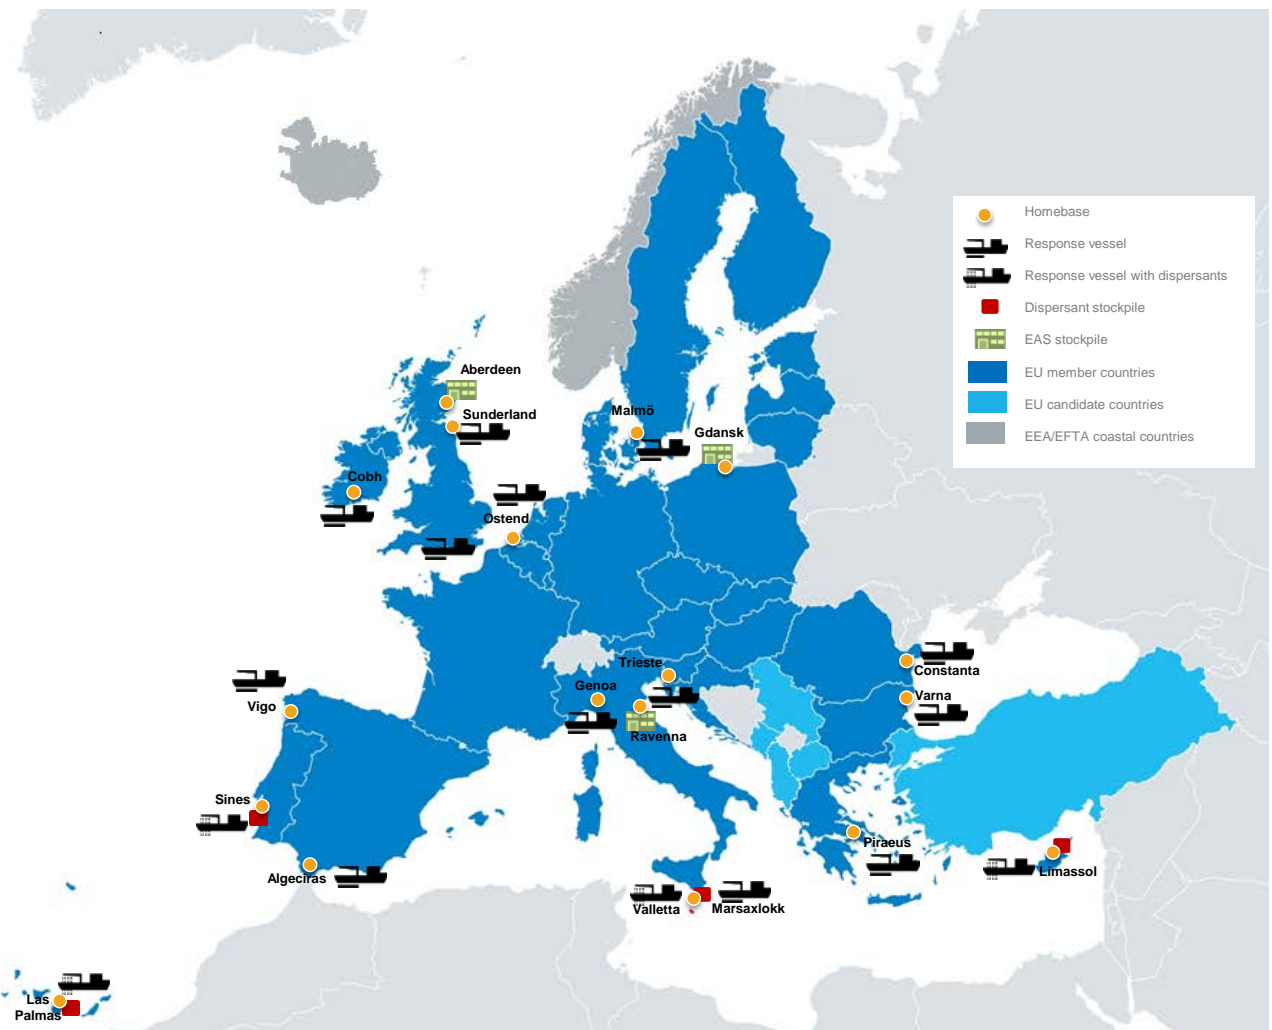 Homebase
Response vessel
Response vessel with dispersants
Dispersant stockpile
EAS stockpile
EU member countries
EU candidate countries
EEA/EFTA coastal countries
Aberdeen
Sunderland
Malmö
Gdansk
Cobh
Ostend
Trieste
Constanta
Genoa
Varna
Vigo
Ravenna
Sines
Piraeus
Limassol
Algeciras
Valletta
Marsaxlokk
Las
Palmas